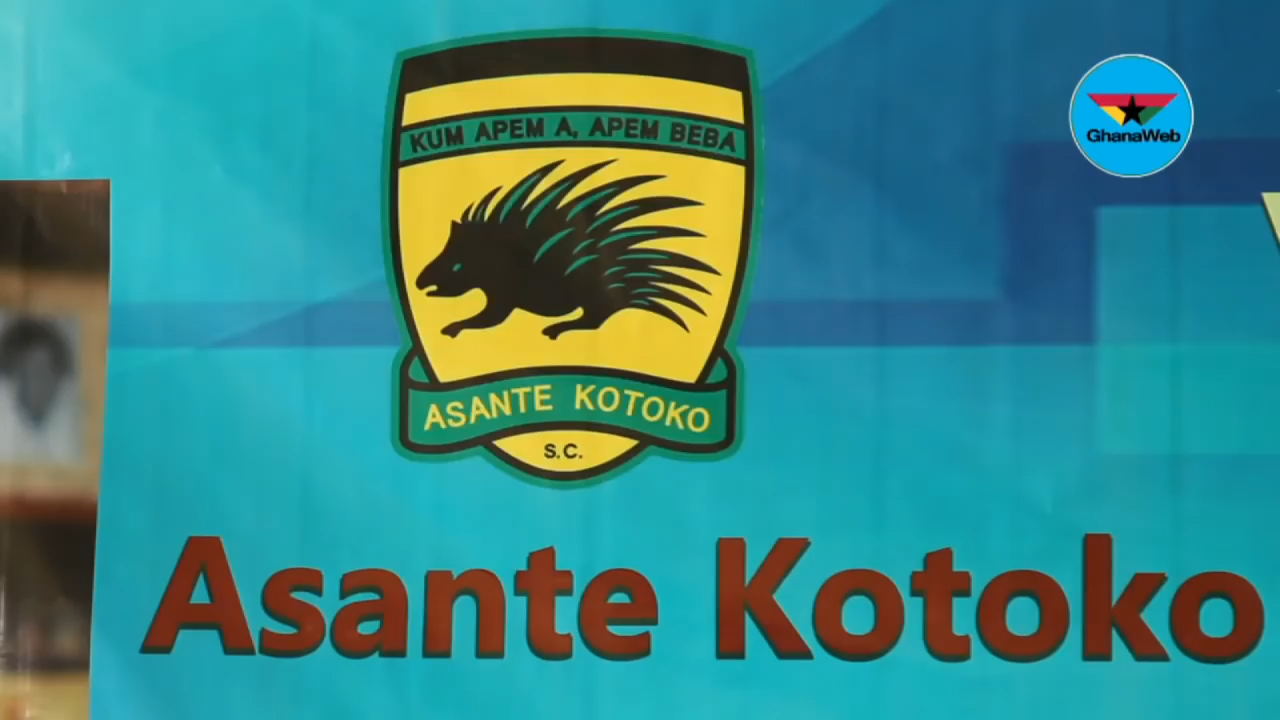 GhanaWeb
KUM APEM A, APEM BEBA
ASANTE KOTOKO
S.C.
Asante Kotoko